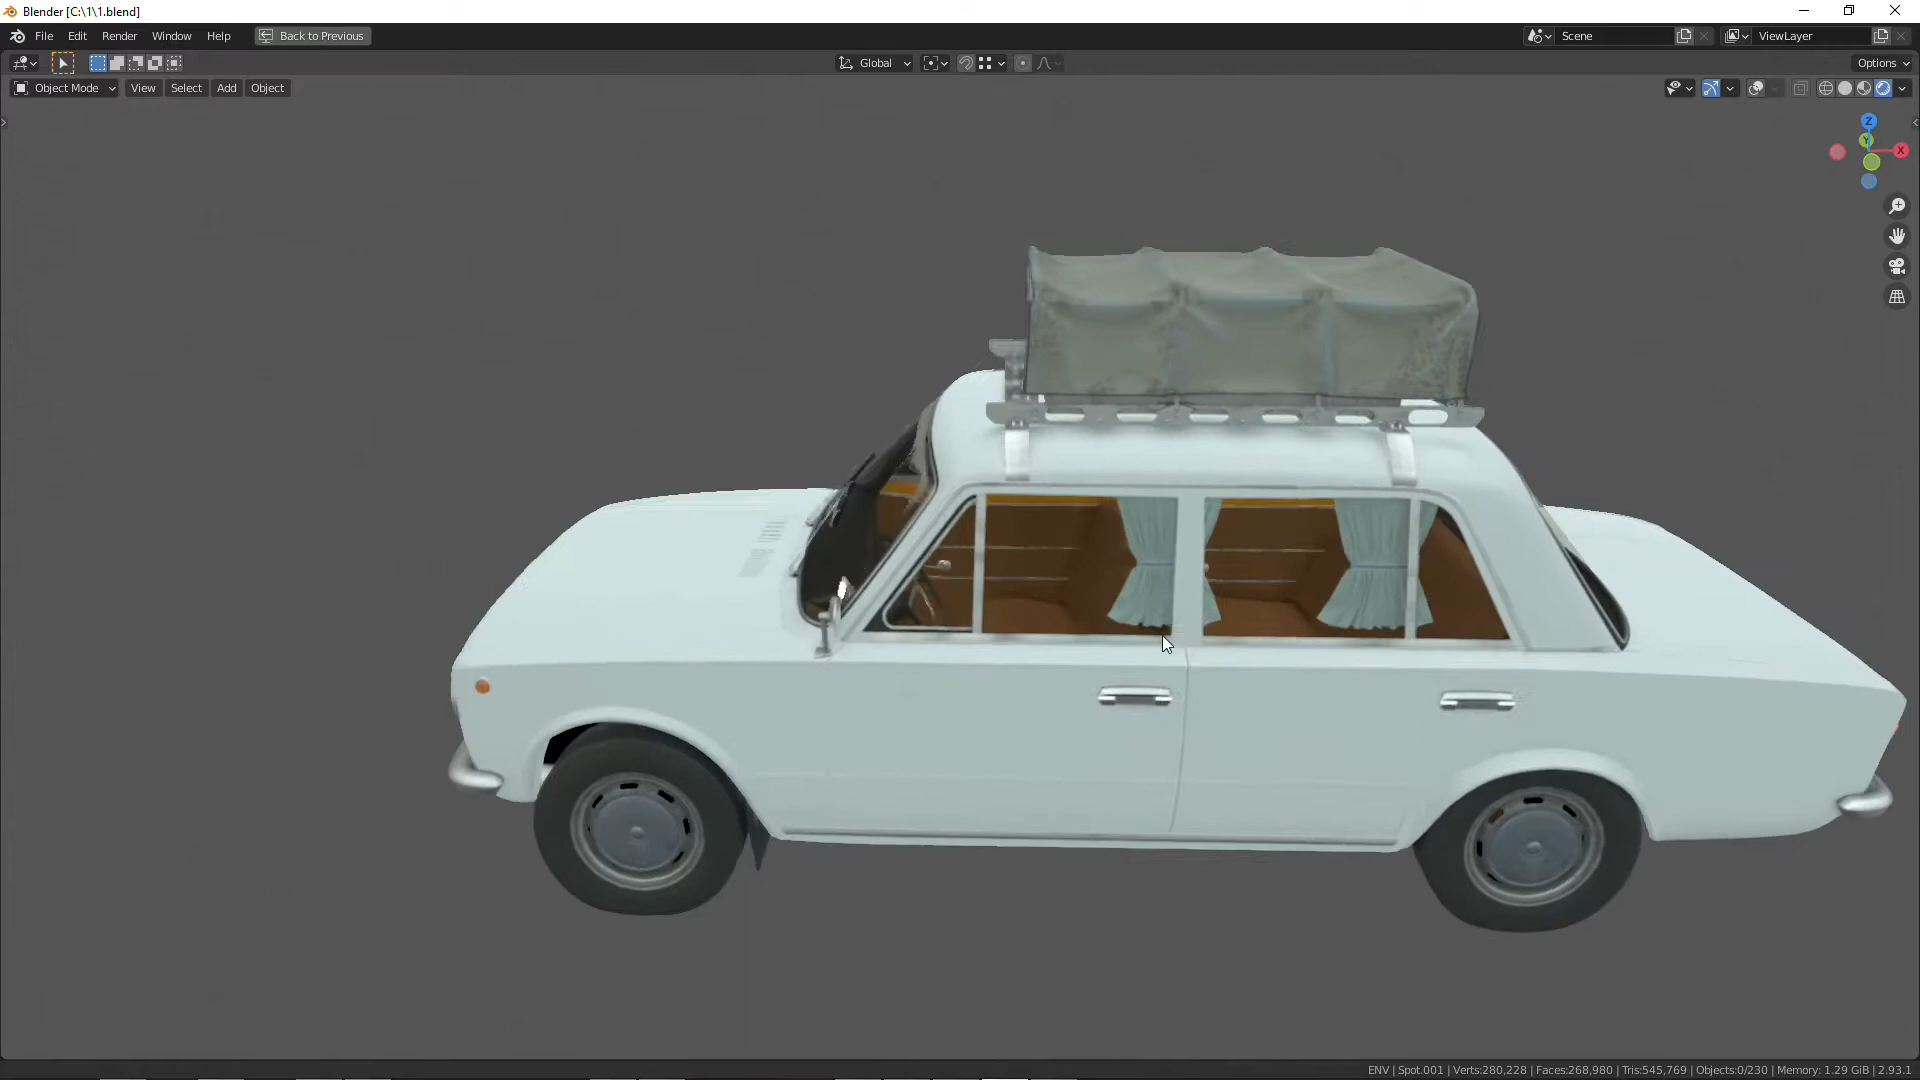 Blender [C:\1\1.blend]
File Edit Render Window Help Back to Previous Scene ViewLayer
Global Options
Object Mode View Select Add Object
Z
Y
X
ENV | Spot.001 | Verts:280,228 | Faces:268,980 | Tris:545,769 | Objects:0/230 | Memory: 1.29 GiB | 2.93.1